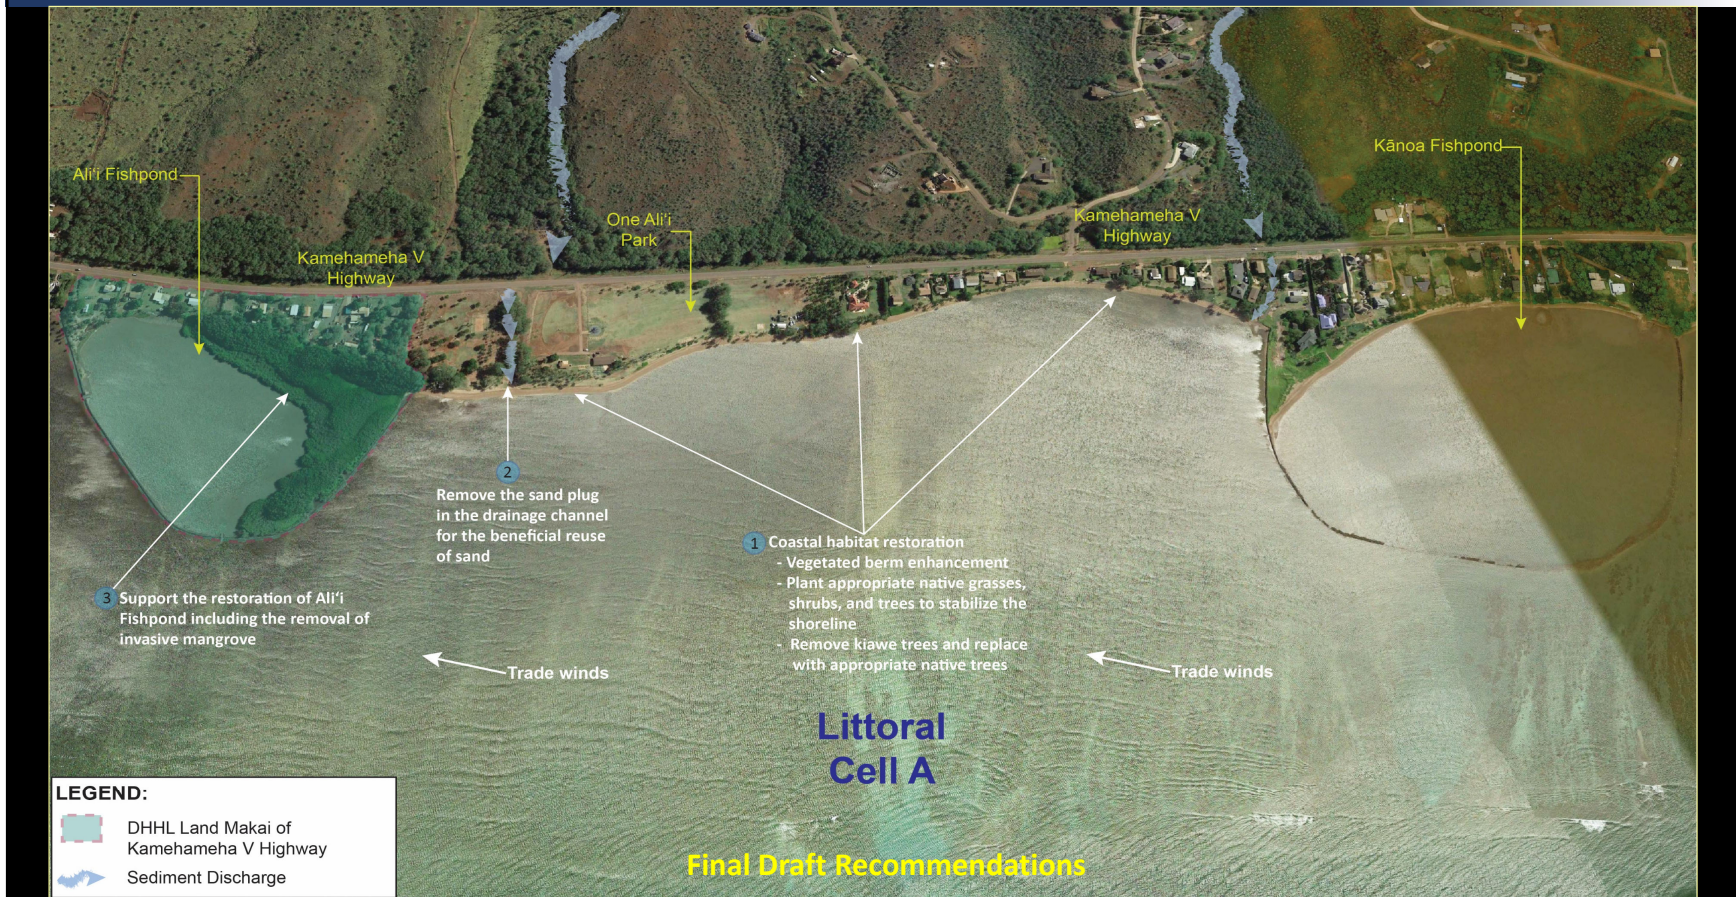 Ali‘i Fishpond
Kānoa Fishpond
One Ali‘i
Park
Kamehameha V
Highway
Kamehameha V
Highway
2
Remove the sand plug
in the drainage channel
for the beneficial reuse
of sand
1 Coastal habitat restoration
- Vegetated berm enhancement
- Plant appropriate native grasses,
shrubs, and trees to stabilize the
shoreline
- Remove kiawe trees and replace
with appropriate native trees
3 Support the restoration of Ali‘i
Fishpond including the removal of
invasive mangrove
Trade winds
Trade winds
Littoral
Cell A
LEGEND:
DHHL Land Makai of
Kamehameha V Highway
Sediment Discharge
Final Draft Recommendations